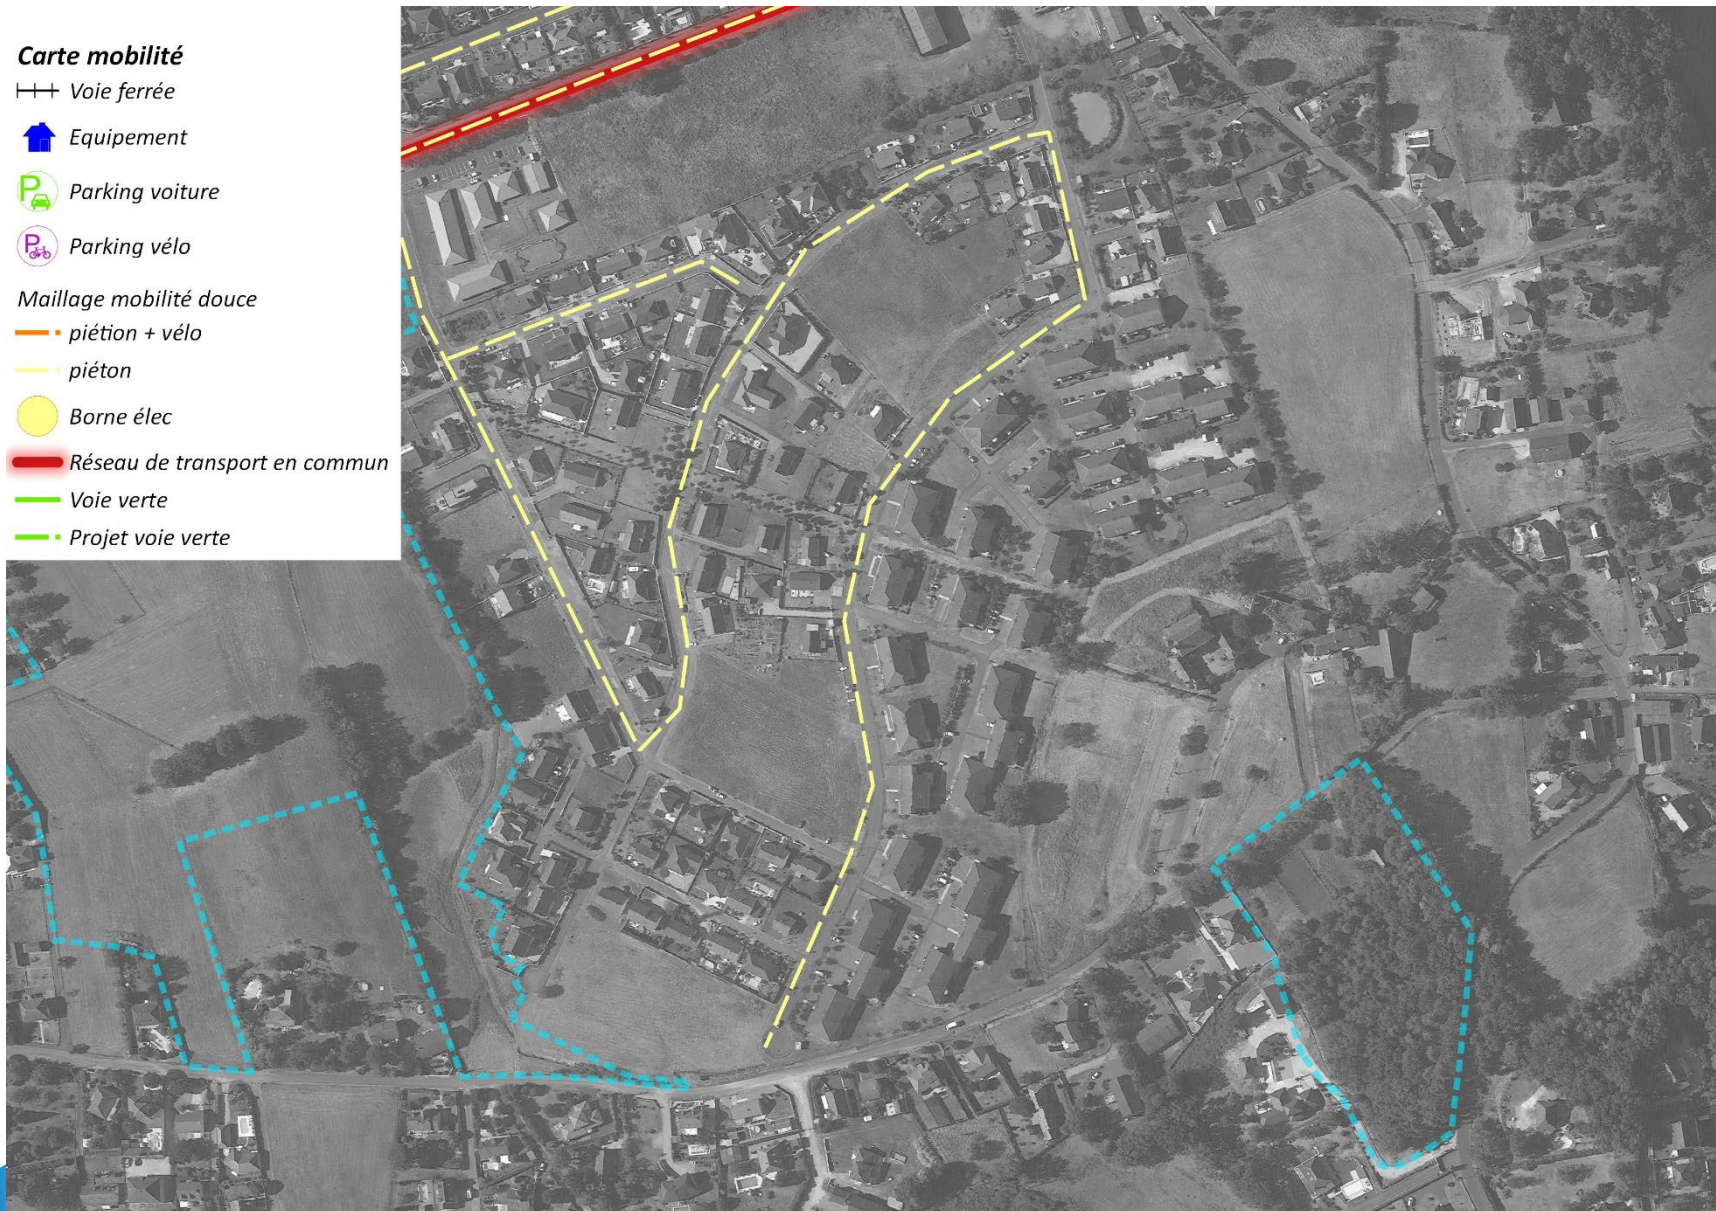 Carte mobilité
Voie ferrée
Equipement
P
Parking voiture
P
Parking vélo
Maillage mobilité douce
piétion + vélo
piéton
Borne élec
Réseau de transport en commun
Voie verte
Projet voie verte